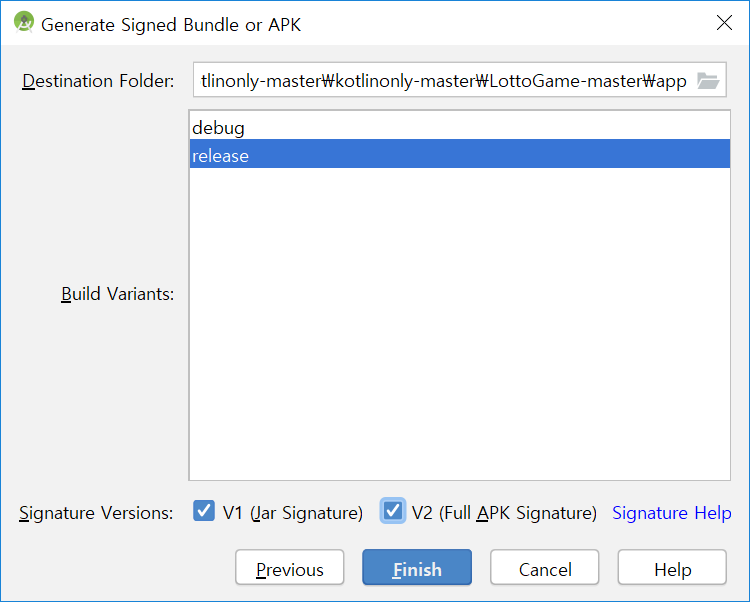 Generate Signed Bundle or APK
Destination Folder: tlinonly-master₩kotlinonly-master₩LottoGame-master₩app
debug
release
Build Variants:
Signature Versions: V1 (Jar Signature) V2 (Full APK Signature) Signature Help
Previous Finish Cancel Help